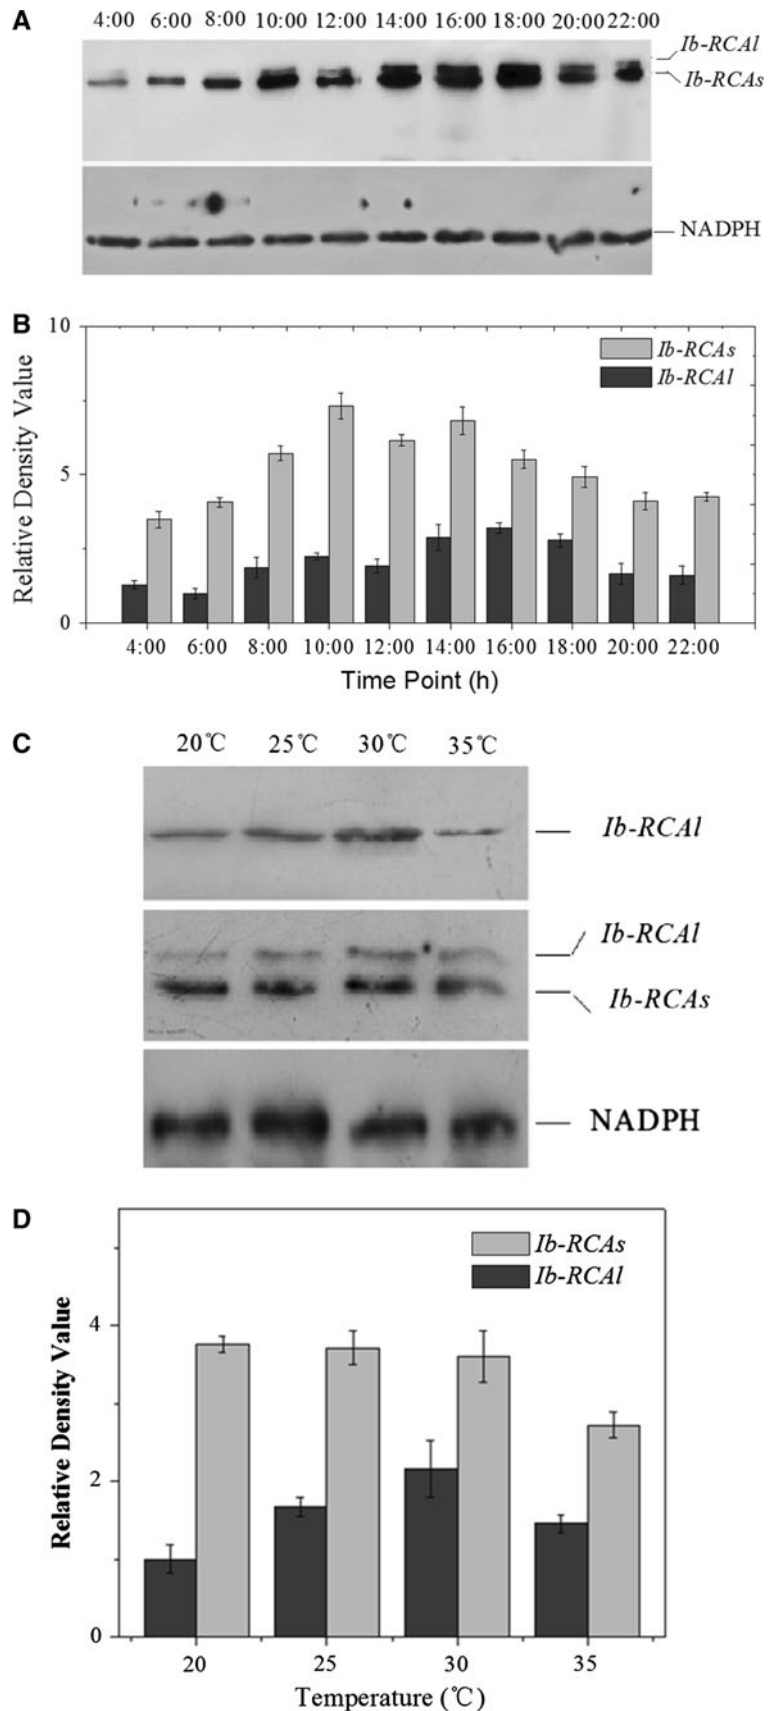 A
4:00 6:00 8:00 10:00 12:00 14:00 16:00 18:00 20:00 22:00
Ib-RCAl
Ib-RCAs
NADPH
B
10
5
0
Relative Density Value
Ib-RCAs
Ib-RCAl
4:00 6:00 8:00 10:00 12:00 14:00 16:00 18:00 20:00 22:00
Time Point (h)
C
20℃ 25℃ 30℃ 35℃
Ib-RCAl
Ib-RCAl
Ib-RCAs
NADPH
D
4
2
0
Relative Density Value
Ib-RCAs
Ib-RCAl
20 25 30 35
Temperature (℃)